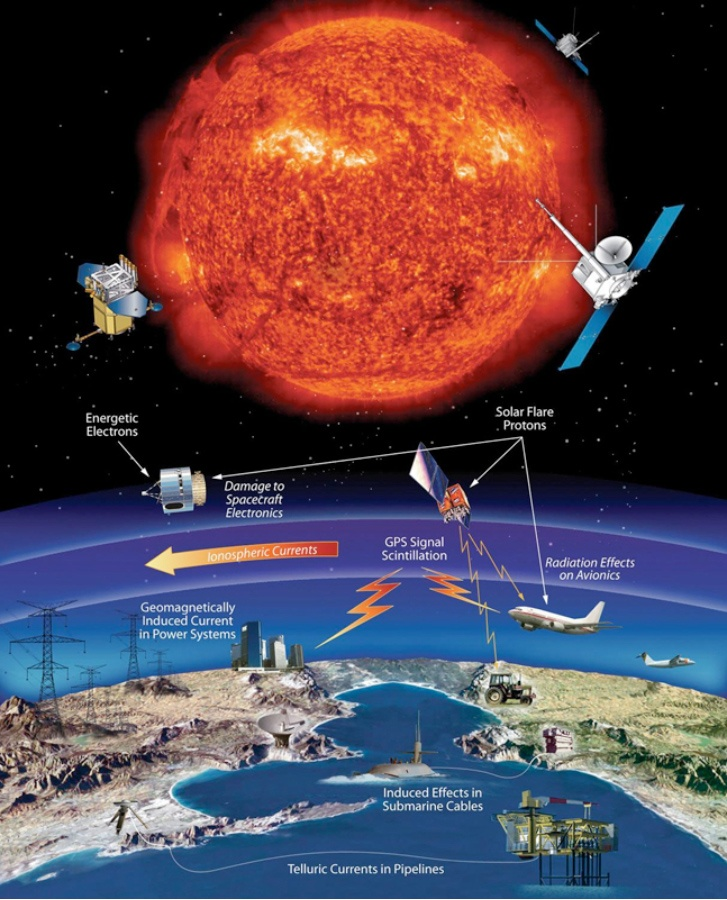 Energetic
Electrons
Solar Flare
Protons
Damage to
Spacecraft
Electronics
Ionospheric Currents
GPS Signal
Scintillation
Radiation Effects
on Avionics
Geomagnetically
Induced Current
in Power Systems
Induced Effects in
Submarine Cables
Telluric Currents in Pipelines